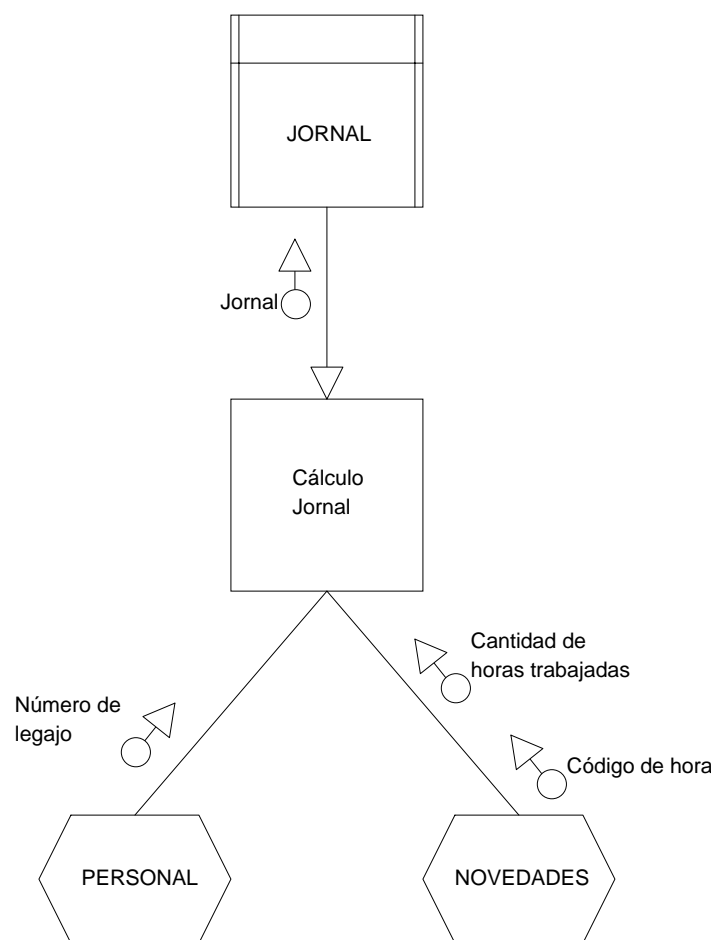 JORNAL
Jornal
Cálculo
Jornal
Cantidad de
horas trabajadas
Número de
legajo
Código de hora
PERSONAL
NOVEDADES